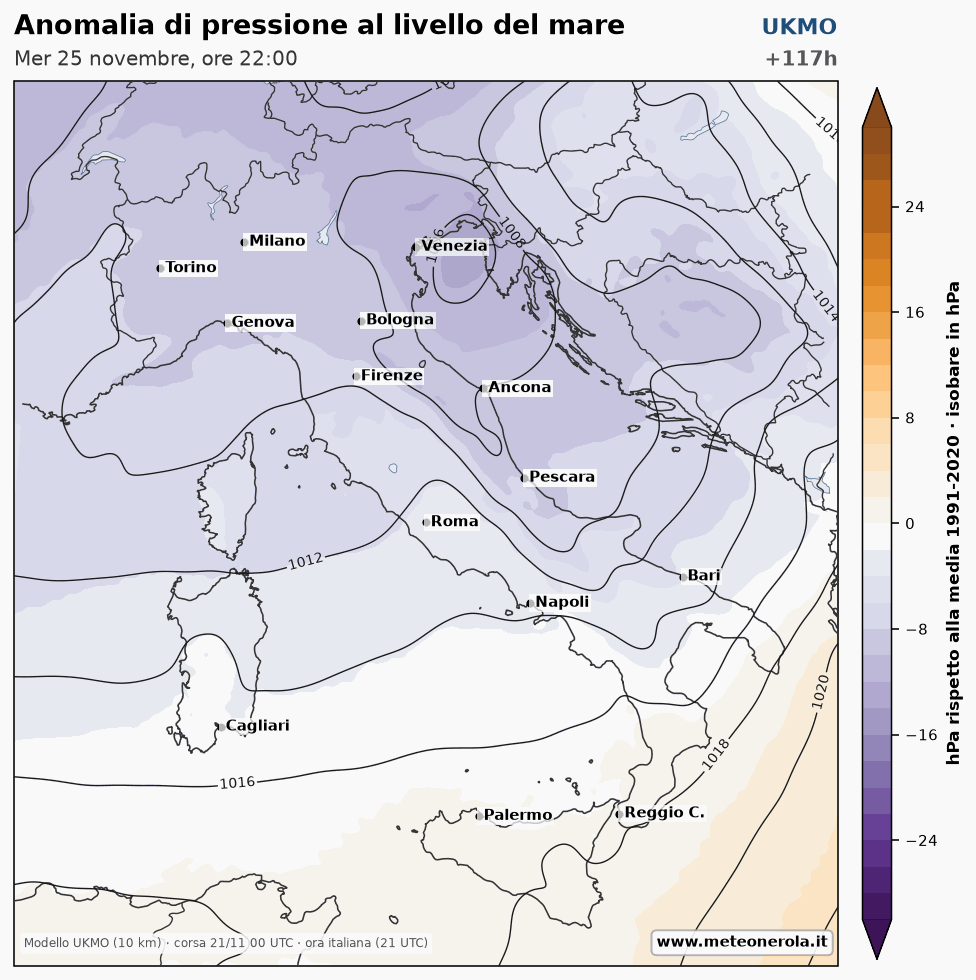 Anomalia di pressione al livello del mare
UKMO
Mer 25 novembre, ore 22:00
+117h
1014
1008
Venezia
Milano
Torino
1014
Genova
Bologna
Firenze
Ancona
Pescara
Roma
1012
Bari
Napoli
1020
Cagliari
1018
1016
Palermo
Reggio C.
Modello UKMO (10 km) · corsa 21/11 00 UTC · ora italiana (21 UTC)
www.meteonerola.it
24
16
8
0
−8
−16
−24
hPa rispetto alla media 1991-2020 · isobare in hPa